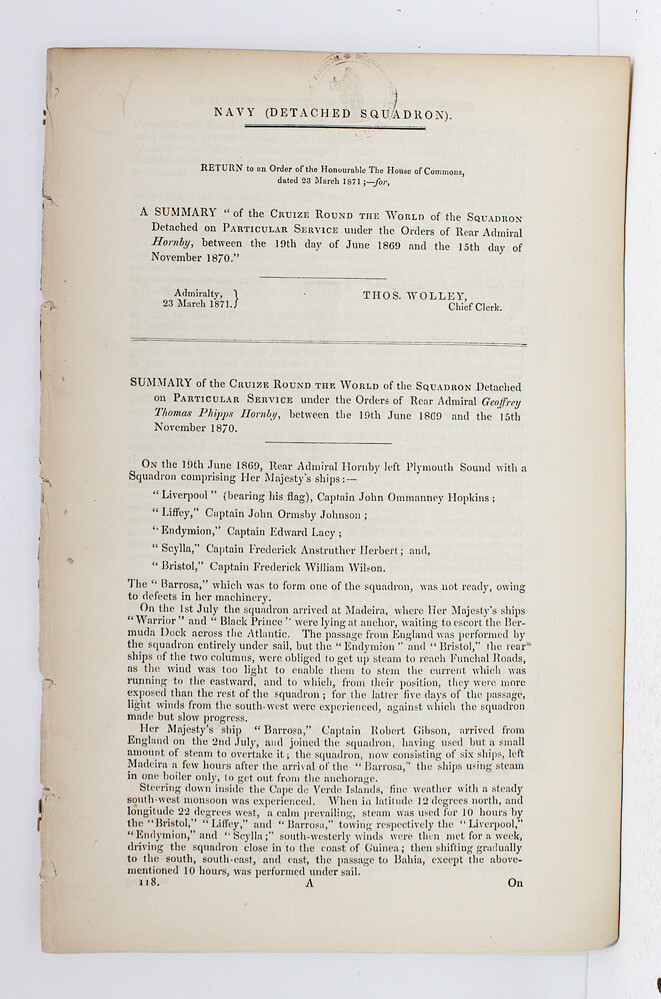 NAVY (DETACHED SQUADRON).
RETURN to an Order of the Honourable The House of Commons,
dated 23 March 1871;—for,
A SUMMARY "of the CRUIZE ROUND THE WORLD of the SQUADRON
Detached on PARTICULAR SERVICE under the Orders of Rear Admiral
Hornby, between the 19th day of June 1869 and the 15th day of
November 1870."
Admiralty, }
23 March 1871.}
THOS. WOLLEY,
Chief Clerk.
SUMMARY of the CRUIZE ROUND THE WORLD of the SQUADRON Detached
on PARTICULAR SERVICE under the Orders of Rear Admiral Geoffrey
Thomas Phipps Hornby, between the 19th June 1869 and the 15th
November 1870.
ON the 19th June 1869, Rear Admiral Hornby left Plymouth Sound with a
Squadron comprising Her Majesty's ships:—
"Liverpool" (bearing his flag), Captain John Ommanney Hopkins;
"Liffey," Captain John Ormsby Johnson;
"Endymion," Captain Edward Lacy;
"Scylla," Captain Frederick Anstruther Herbert; and,
"Bristol," Captain Frederick William Wilson.
The "Barrosa," which was to form one of the squadron, was not ready, owing
to defects in her machinery.
On the 1st July the squadron arrived at Madeira, where Her Majesty's ships
"Warrior" and "Black Prince" were lying at anchor, waiting to escort the Ber-
muda Dock across the Atlantic. The passage from England was performed by
the squadron entirely under sail, but the "Endymion" and "Bristol," the rear
ships of the two columns, were obliged to get up steam to reach Funchal Roads,
as the wind was too light to enable them to stem the current which was
running to the eastward, and to which, from their position, they were more
exposed than the rest of the squadron; for the latter five days of the passage,
light winds from the south-west were experienced, against which the squadron
made but slow progress.
Her Majesty's ship "Barrosa," Captain Robert Gibson, arrived from
England on the 2nd July, and joined the squadron, having used but a small
amount of steam to overtake it; the squadron, now consisting of six ships, left
Madeira a few hours after the arrival of the "Barrosa," the ships using steam
in one boiler only, to get out from the anchorage.
Steering down inside the Cape de Verde Islands, fine weather with a steady
south-west monsoon was experienced. When in latitude 12 degrees north, and
longitude 22 degrees west, a calm prevailing, steam was used for 10 hours by
the "Bristol," "Liffey," and "Barrosa," towing respectively the "Liverpool,"
"Endymion," and "Scylla;" south-westerly winds were then met for a week,
driving the squadron close in to the coast of Guinea; then shifting gradually
to the south, south-east, and east, the passage to Bahia, except the above-
mentioned 10 hours, was performed under sail.
118.
A
On